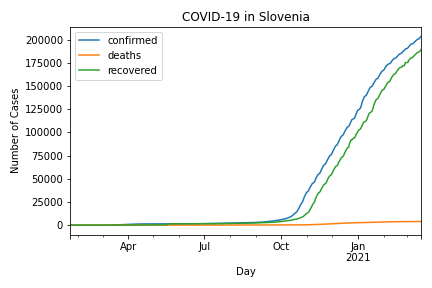 COVID-19 in Slovenia
confirmed
deaths
recovered
200000
175000
150000
125000
100000
75000
50000
25000
0
Number of Cases
Apr
Jul
Oct
Jan
2021
Day